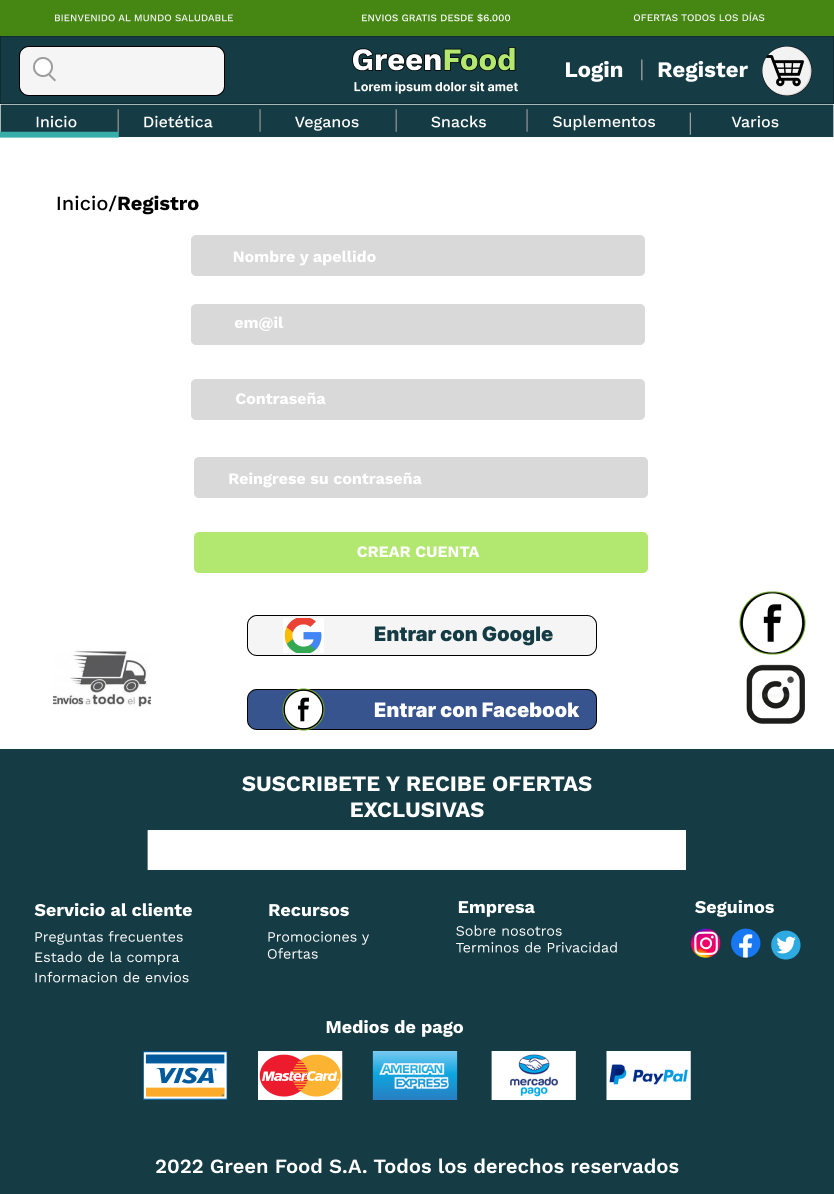 BIENVENIDO AL MUNDO SALUDABLE
ENVIOS GRATIS DESDE $6.000
OFERTAS TODOS LOS DÍAS
GreenFood
Lorem ipsum dolor sit amet
Login
Register
Inicio
Dietética
Veganos
Snacks
Suplementos
Varios
Inicio/Registro
Nombre y apellido
em@il
Contraseña
Reingrese su contraseña
CREAR CUENTA
Entrar con Google
Envíos a todo el pa
Entrar con Facebook
SUSCRIBETE Y RECIBE OFERTAS
EXCLUSIVAS
Servicio al cliente
Preguntas frecuentes
Estado de la compra
Informacion de envios
Recursos
Promociones y
Ofertas
Empresa
Sobre nosotros
Terminos de Privacidad
Seguinos
Medios de pago
VISA
MasterCard
AMERICAN
EXPRESS
mercado
pago
PayPal
2022 Green Food S.A. Todos los derechos reservados